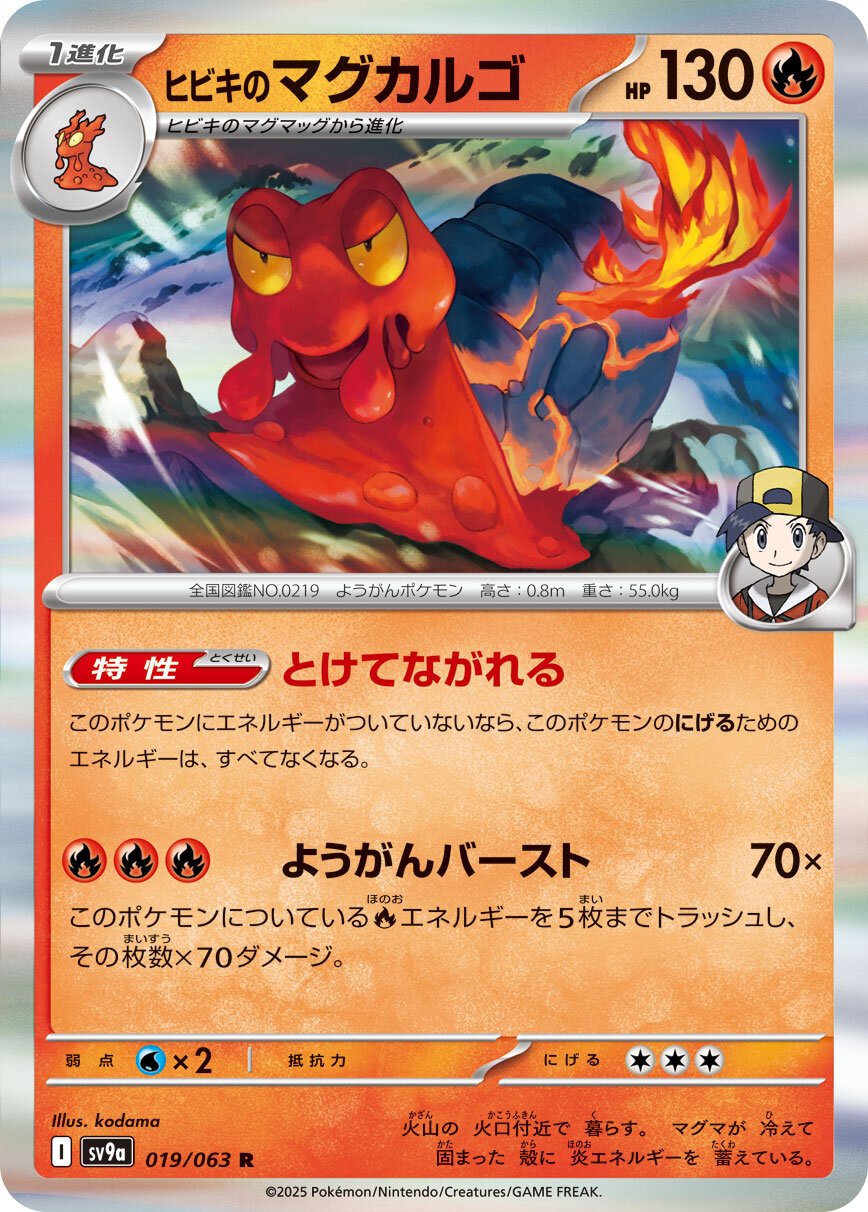 1進化
ヒビキのマグカルゴ
HP 130
ヒビキのマグマッグから進化
全国図鑑NO.0219 ようがんポケモン 高さ:0.8m 重さ:55.0kg
特性 とくせい とけてながれる
このポケモンにエネルギーがついていないなら、このポケモンのにげるための
エネルギーは、すべてなくなる。
ようがんバースト 70×
ほのお まい
このポケモンについているエネルギーを5枚までトラッシュし、
まいすう
その枚数×70ダメージ。
弱点 ×2 抵抗力 にげる
Illus. kodama
かざん かこうふきん く ひ
火山の 火口付近で 暮らす。 マグマが 冷えて
かた から ほのお たくわ
固まった 殻に 炎エネルギーを 蓄えている。
I sv9a 019/063 R
©2025 Pokémon/Nintendo/Creatures/GAME FREAK.